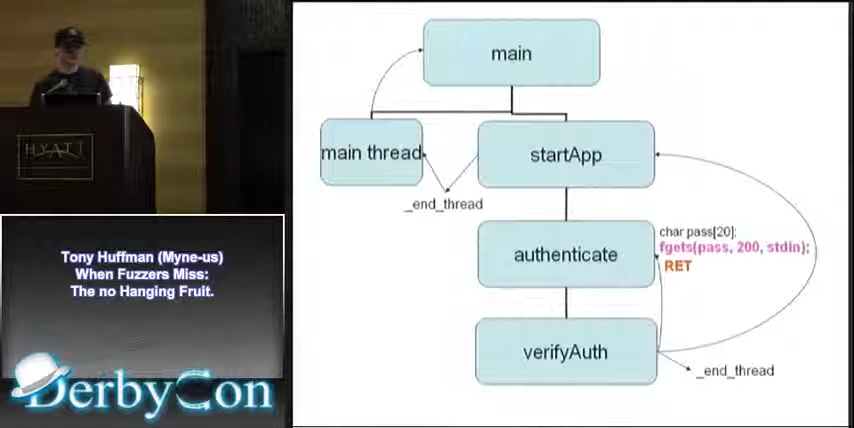 HYATT
Tony Huffman (Myne-us)
When Fuzzers Miss:
The no Hanging Fruit.
DerbyCon
main
main thread
startApp
_end_thread
authenticate
char pass[20];
fgets(pass, 200, stdin);
RET
verifyAuth
_end_thread